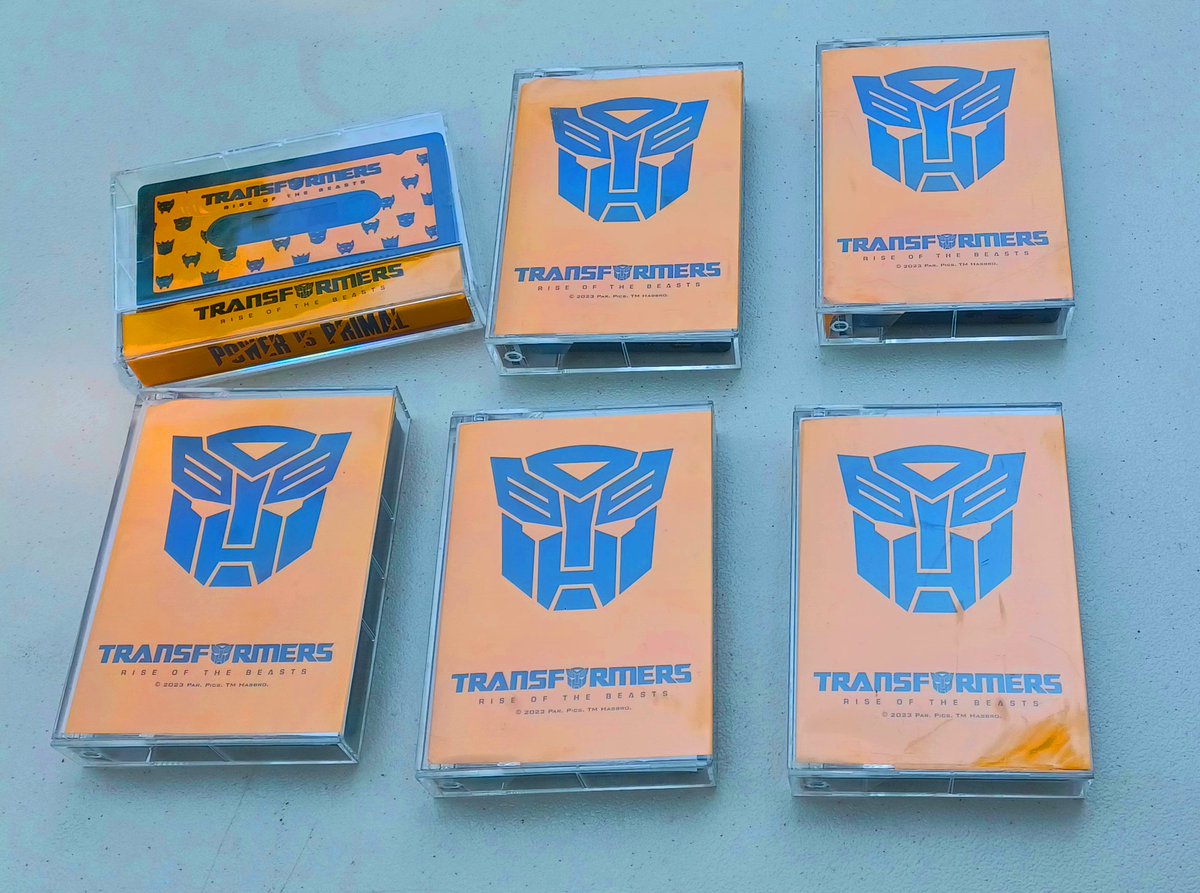 TRANSFORMERS
RISE OF THE BEASTS
TRANSFORMERS
RISE OF THE BEASTS
POWER IS PRIMAL
TRANSFORMERS
RISE OF THE BEASTS
© 2023 Par. Pics. TM Hasbro.
TRANSFORMERS
RISE OF THE BEASTS
© 2023 Par. Pics. TM Hasbro.
TRANSFORMERS
RISE OF THE BEASTS
© 2023 Par. Pics. TM Hasbro.
TRANSFORMERS
RISE OF THE BEASTS
© 2023 Par. Pics. TM Hasbro.
TRANSFORMERS
RISE OF THE BEASTS
© 2023 Par. Pics. TM Hasbro.